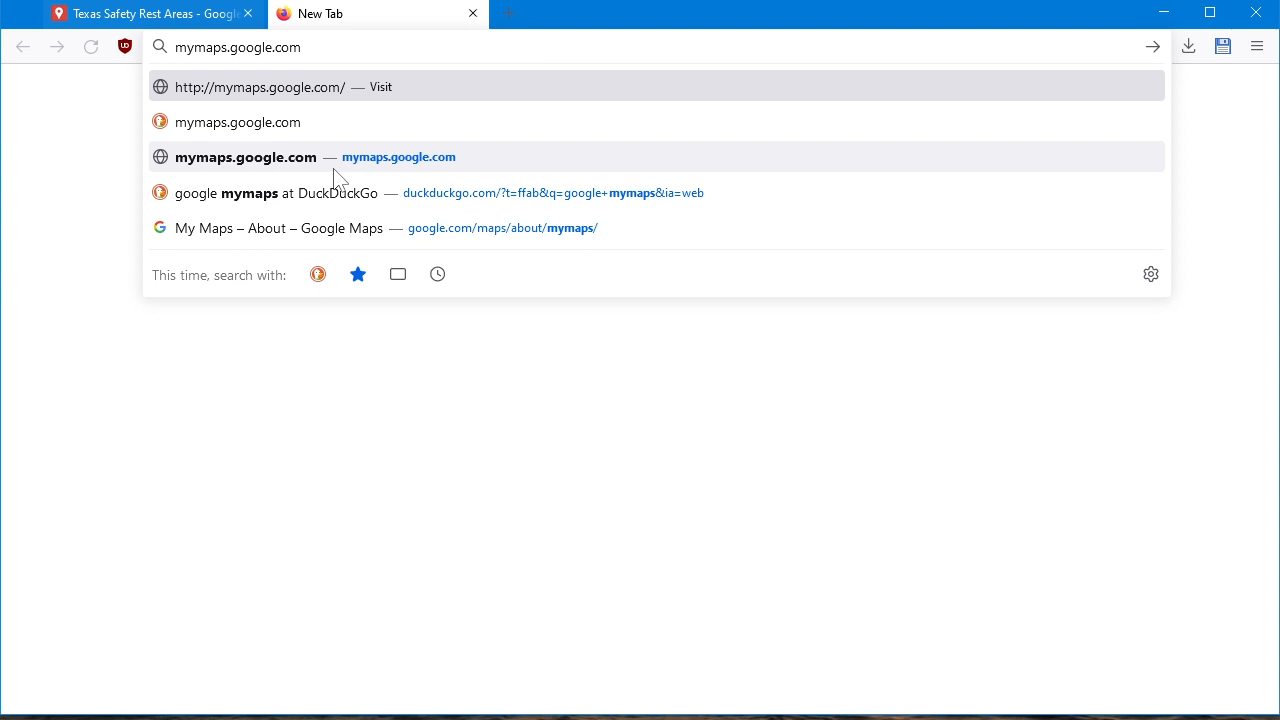 Texas Safety Rest Areas - Google
New Tab
mymaps.google.com
http://mymaps.google.com/ — Visit
mymaps.google.com
mymaps.google.com — mymaps.google.com
google mymaps at DuckDuckGo — duckduckgo.com/?t=ffab&q=google+mymaps&ia=web
My Maps – About – Google Maps — google.com/maps/about/mymaps/
This time, search with: